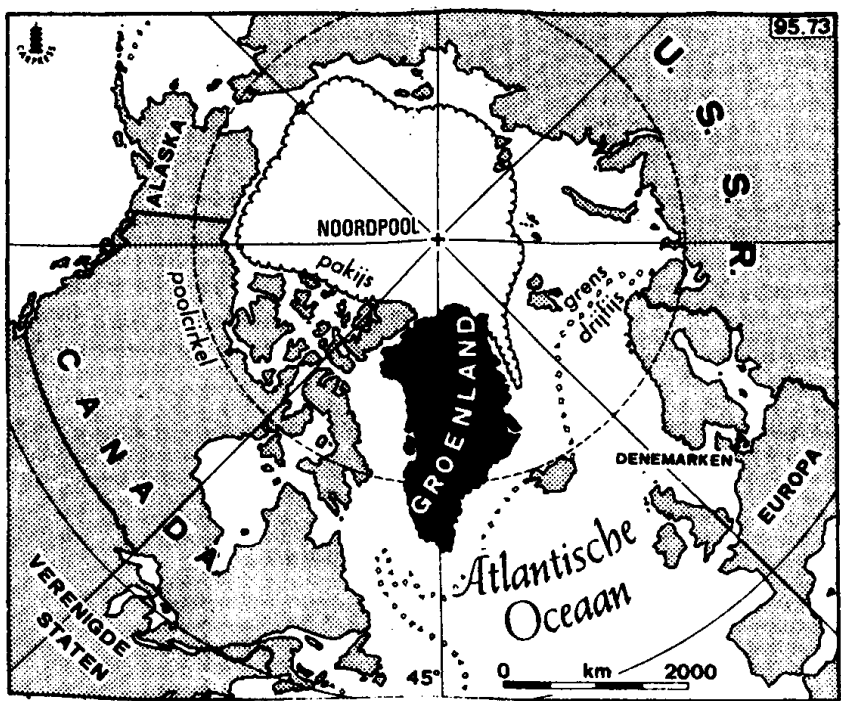 95.73
CARPRESS
U.S.S.R.
ALASKA
NOORDPOOL
pakijs
poolcirkel
grens
drijfijs
CANADA
GROENLAND
DENEMARKEN
EUROPA
Atlantische
Oceaan
VERENIGDE
STATEN
45°
0 km 2000